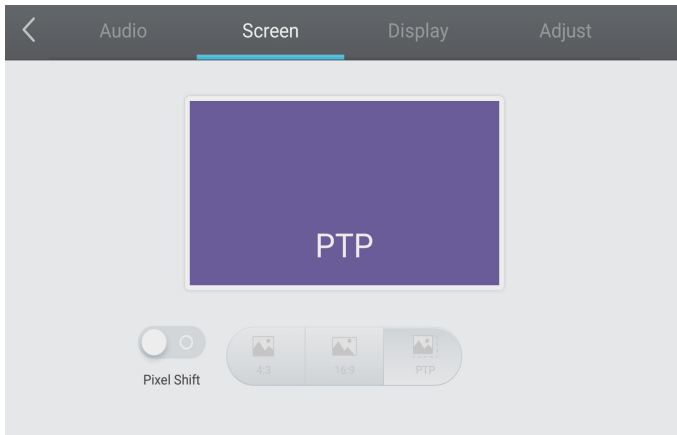 Audio
Screen
Display
Adjust
PTP
Pixel Shift
4:3
16:9
PTP